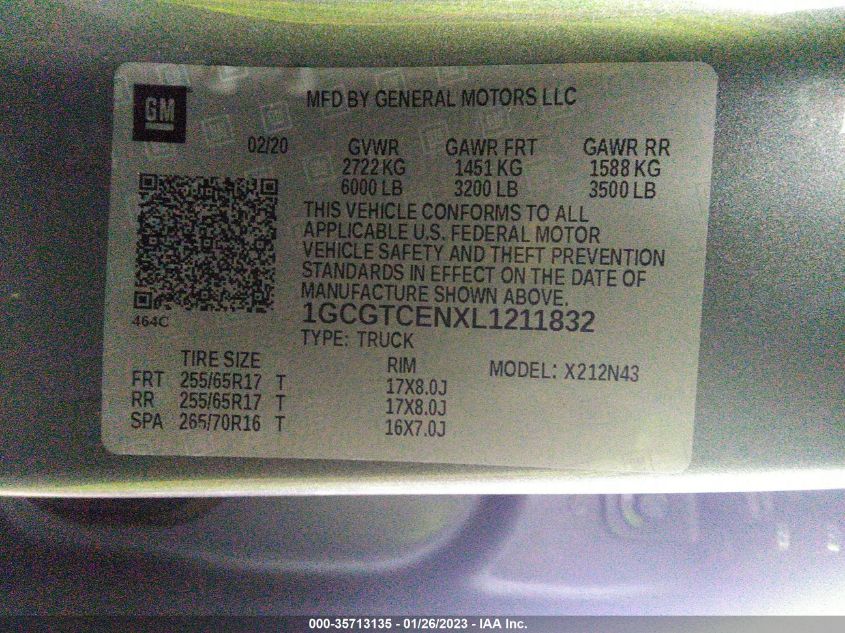 GM
MFD BY GENERAL MOTORS LLC
02/20 GVWR GAWR FRT GAWR RR
2722 KG 1451 KG 1588 KG
6000 LB 3200 LB 3500 LB
THIS VEHICLE CONFORMS TO ALL
APPLICABLE U.S. FEDERAL MOTOR
VEHICLE SAFETY AND THEFT PREVENTION
STANDARDS IN EFFECT ON THE DATE OF
MANUFACTURE SHOWN ABOVE.
464C
1GCGTCENXL1211832
TYPE: TRUCK
TIRE SIZE RIM MODEL: X212N43
FRT 255/65R17 T 17X8.0J
RR 255/65R17 T 17X8.0J
SPA 265/70R16 T 16X7.0J
000-35713135 - 01/26/2023 - IAA Inc.